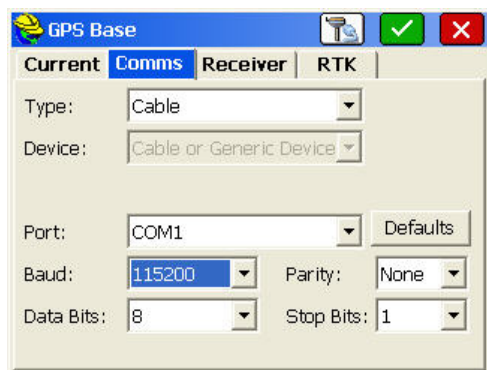 GPS Base
Current Comms Receiver RTK
Type: Cable
Device: Cable or Generic Device
Port: COM1 Defaults
Baud: 115200 Parity: None
Data Bits: 8 Stop Bits: 1